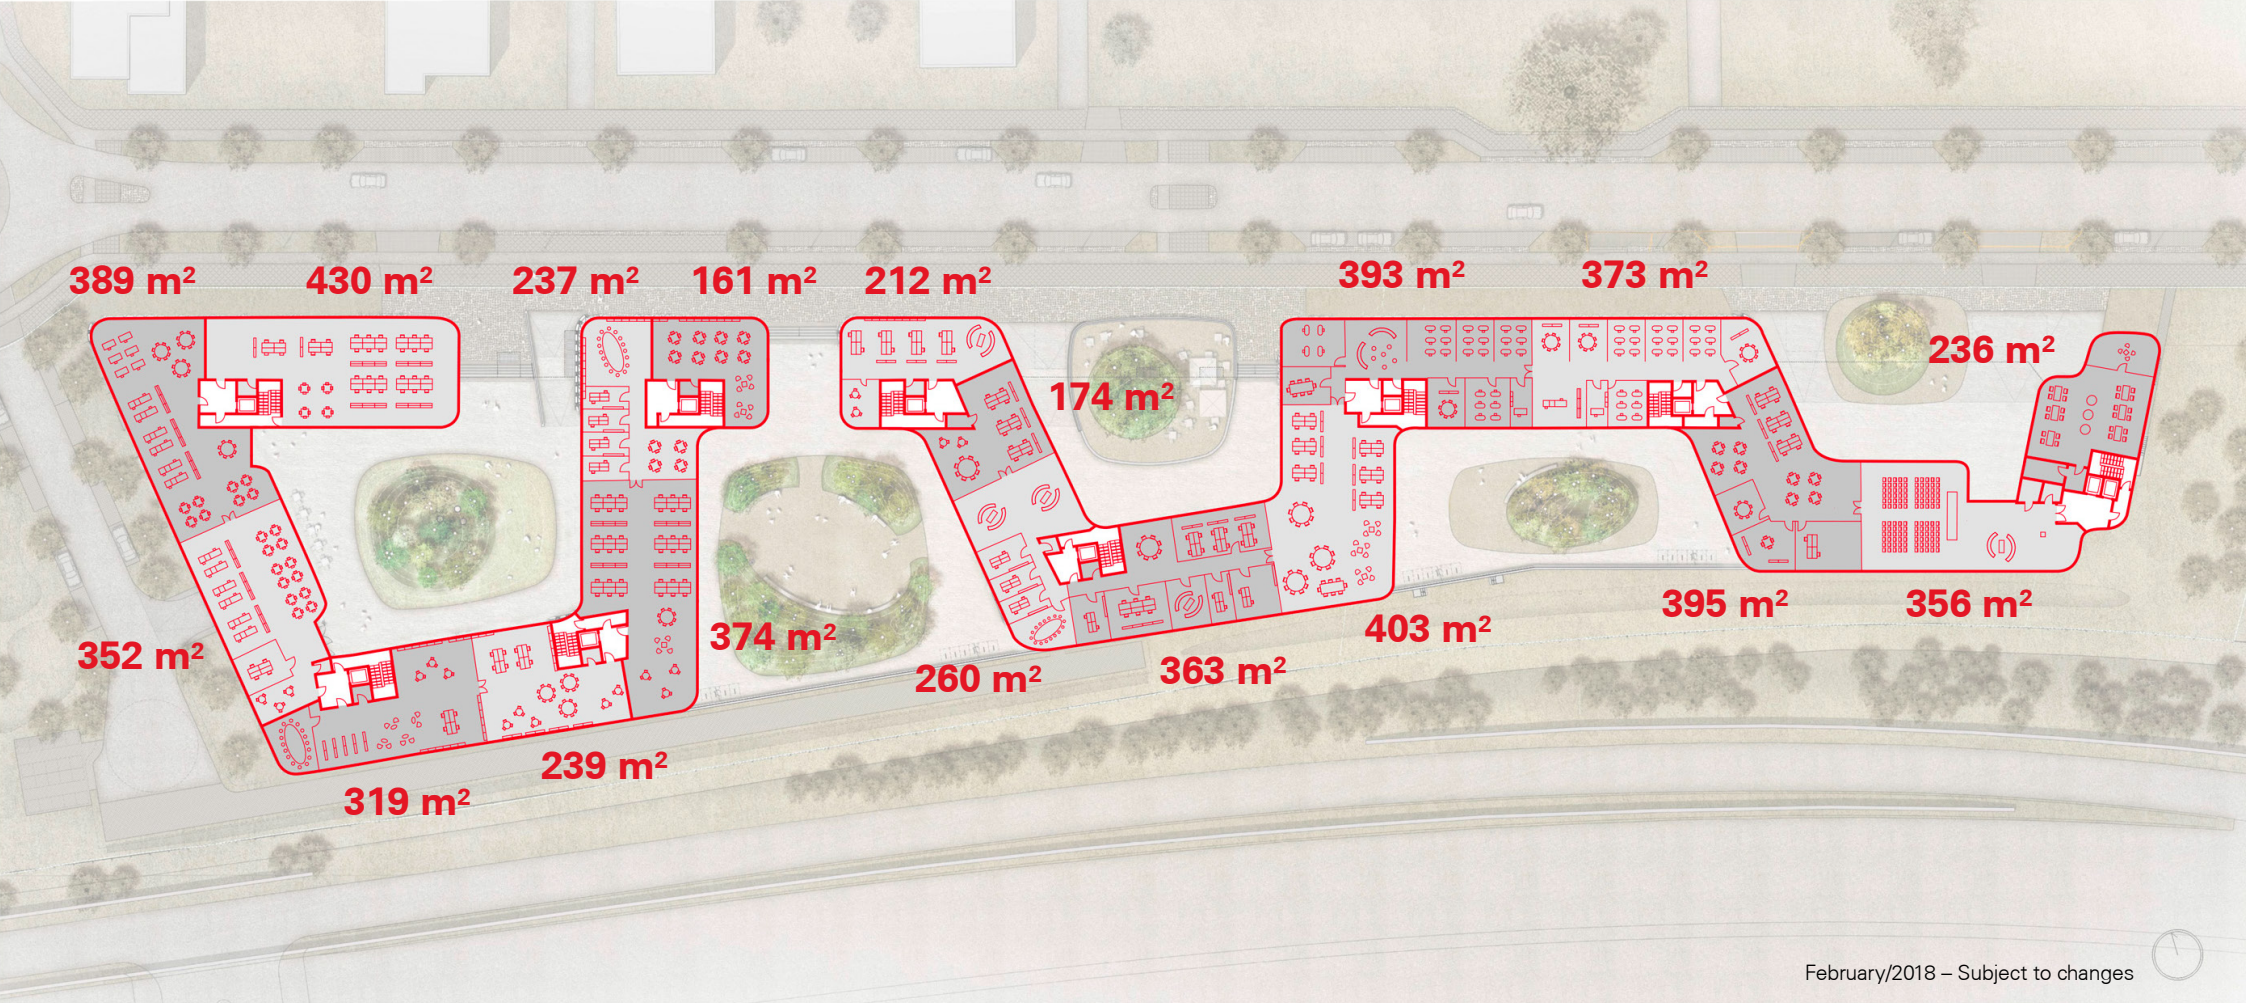 389 m²
430 m²
237 m²
161 m²
212 m²
393 m²
373 m²
236 m²
174 m²
352 m²
374 m²
260 m²
363 m²
403 m²
395 m²
356 m²
239 m²
319 m²
February/2018 – Subject to changes